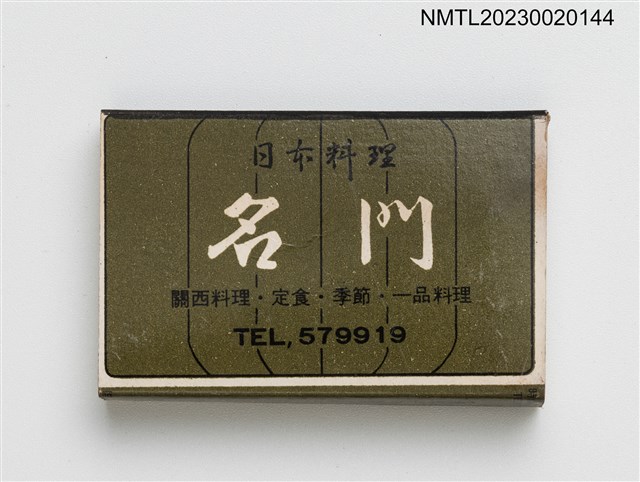 NMTL20230020144
日本料理
名門
關西料理・定食・季節・一品料理
TEL, 579919